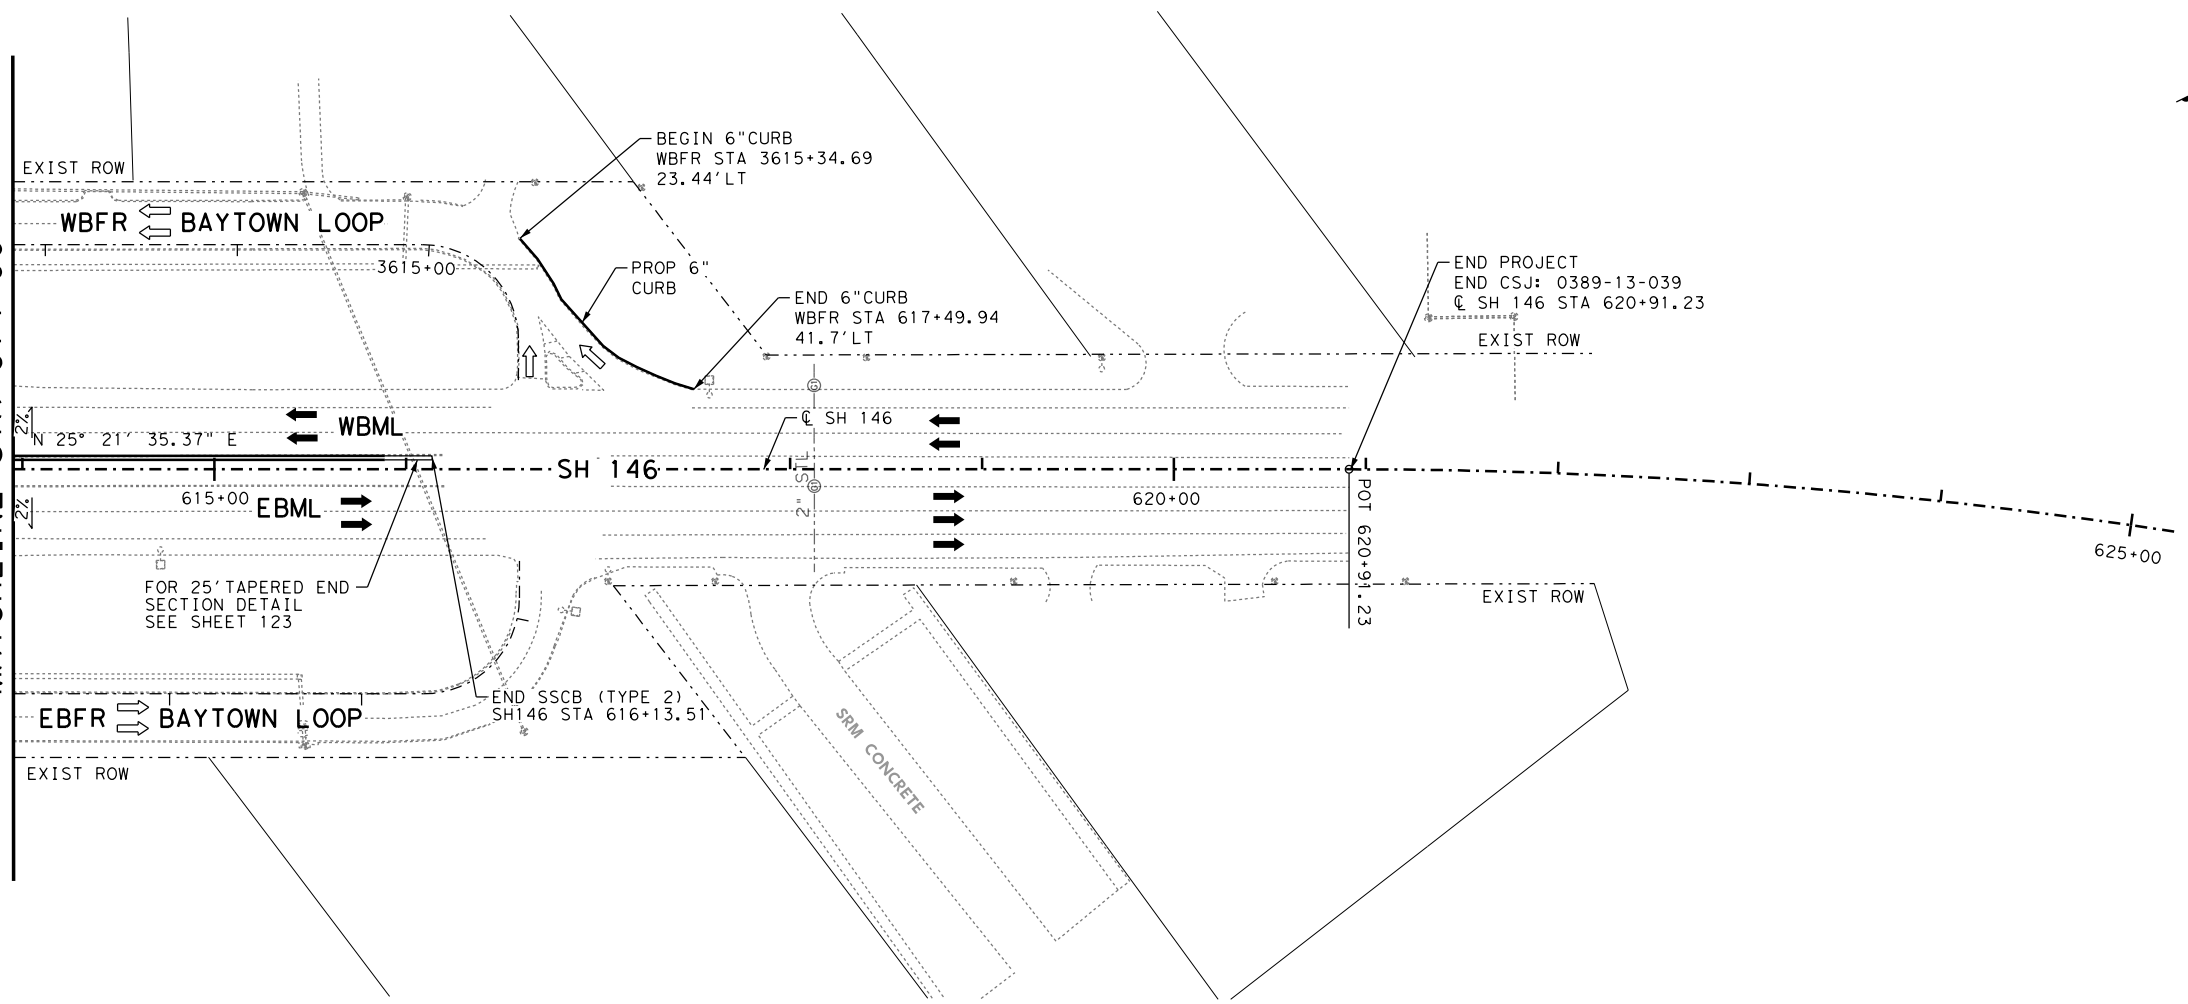 BEGIN 6"CURB
WBFR STA 3615+34.69
23.44'LT
EXIST ROW
WBFR
BAYTOWN LOOP
3615+00
PROP 6"
CURB
END 6"CURB
WBFR STA 617+49.94
41.7'LT
END PROJECT
END CSJ: 0389-13-039
℄ SH 146 STA 620+91.23
EXIST ROW
2%
WBML
N 25° 21' 35.37" E
℄ SH 146
SH 146
2" STL
615+00
EBML
2%
620+00
POT 620+91.23
625+00
FOR 25'TAPERED END
SECTION DETAIL
SEE SHEET 123
EXIST ROW
END SSCB (TYPE 2)
SH146 STA 616+13.51
EBFR
BAYTOWN LOOP
SRM CONCRETE
EXIST ROW